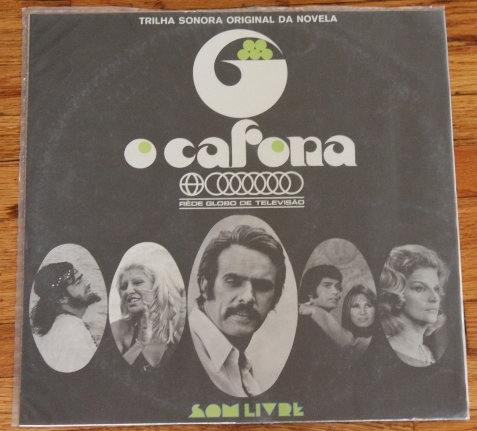 TRILHA SONORA ORIGINAL DA NOVELA
o cafona
RÊDE GLOBO DE TELEVISÃO
SOM LIVRE